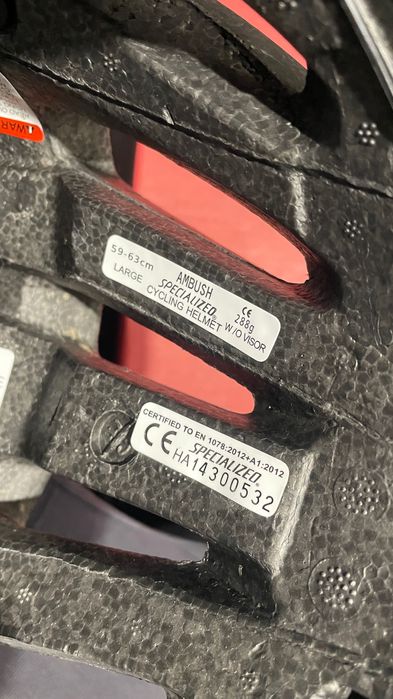 WAR
59-63cm AMBUSH CE
LARGE SPECIALIZED® 288g
CYCLING HELMET W/O VISOR
CERTIFIED TO EN 1078:2012+A1:2012
CE SPECIALIZED®
HA14300532